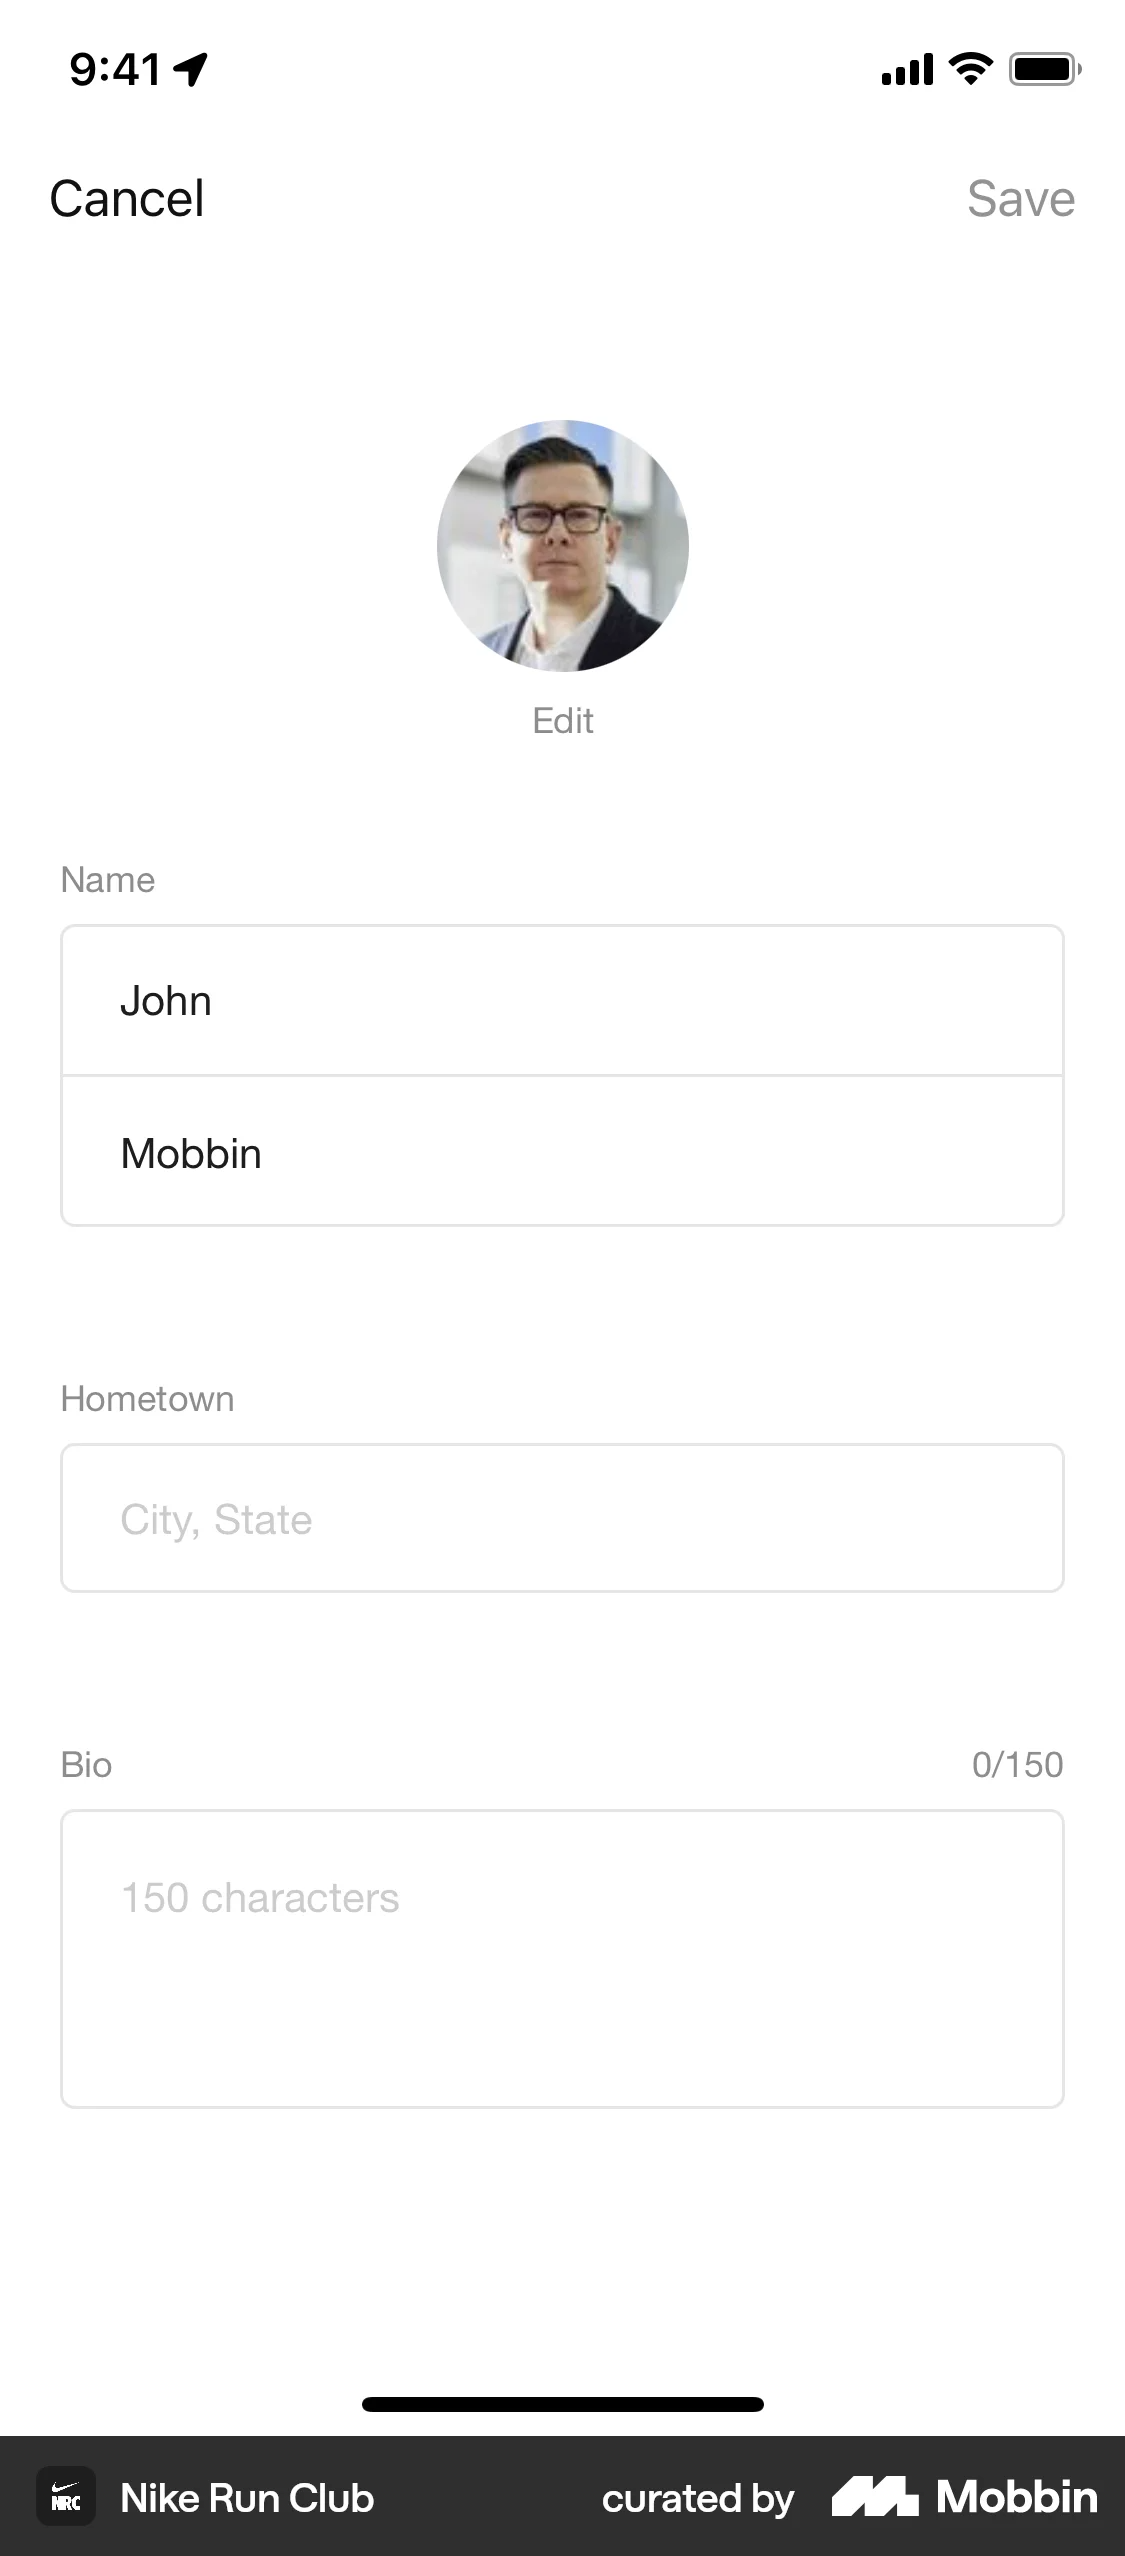 9:41
Cancel
Save
Edit
Name
John
Mobbin
Hometown
City, State
Bio
0/150
150 characters
NRC
Nike Run Club
curated by
Mobbin